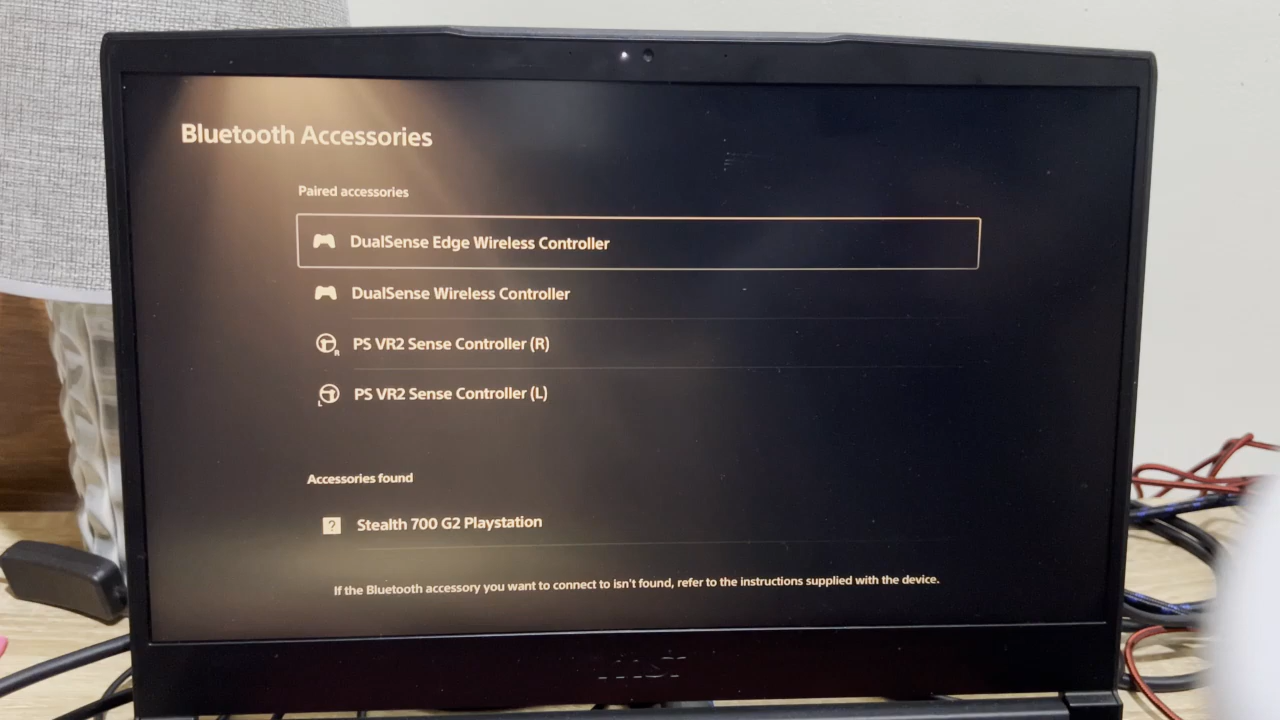 Bluetooth Accessories
Paired accessories
DualSense Edge Wireless Controller
DualSense Wireless Controller
R
PS VR2 Sense Controller (R)
L
PS VR2 Sense Controller (L)
Accessories found
?
Stealth 700 G2 Playstation
If the Bluetooth accessory you want to connect to isn't found, refer to the instructions supplied with the device.
msi